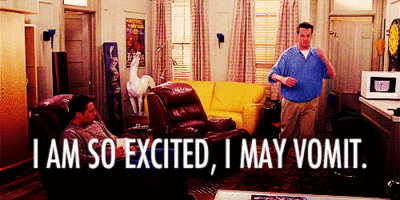 I AM SO EXCITED, I MAY VOMIT.